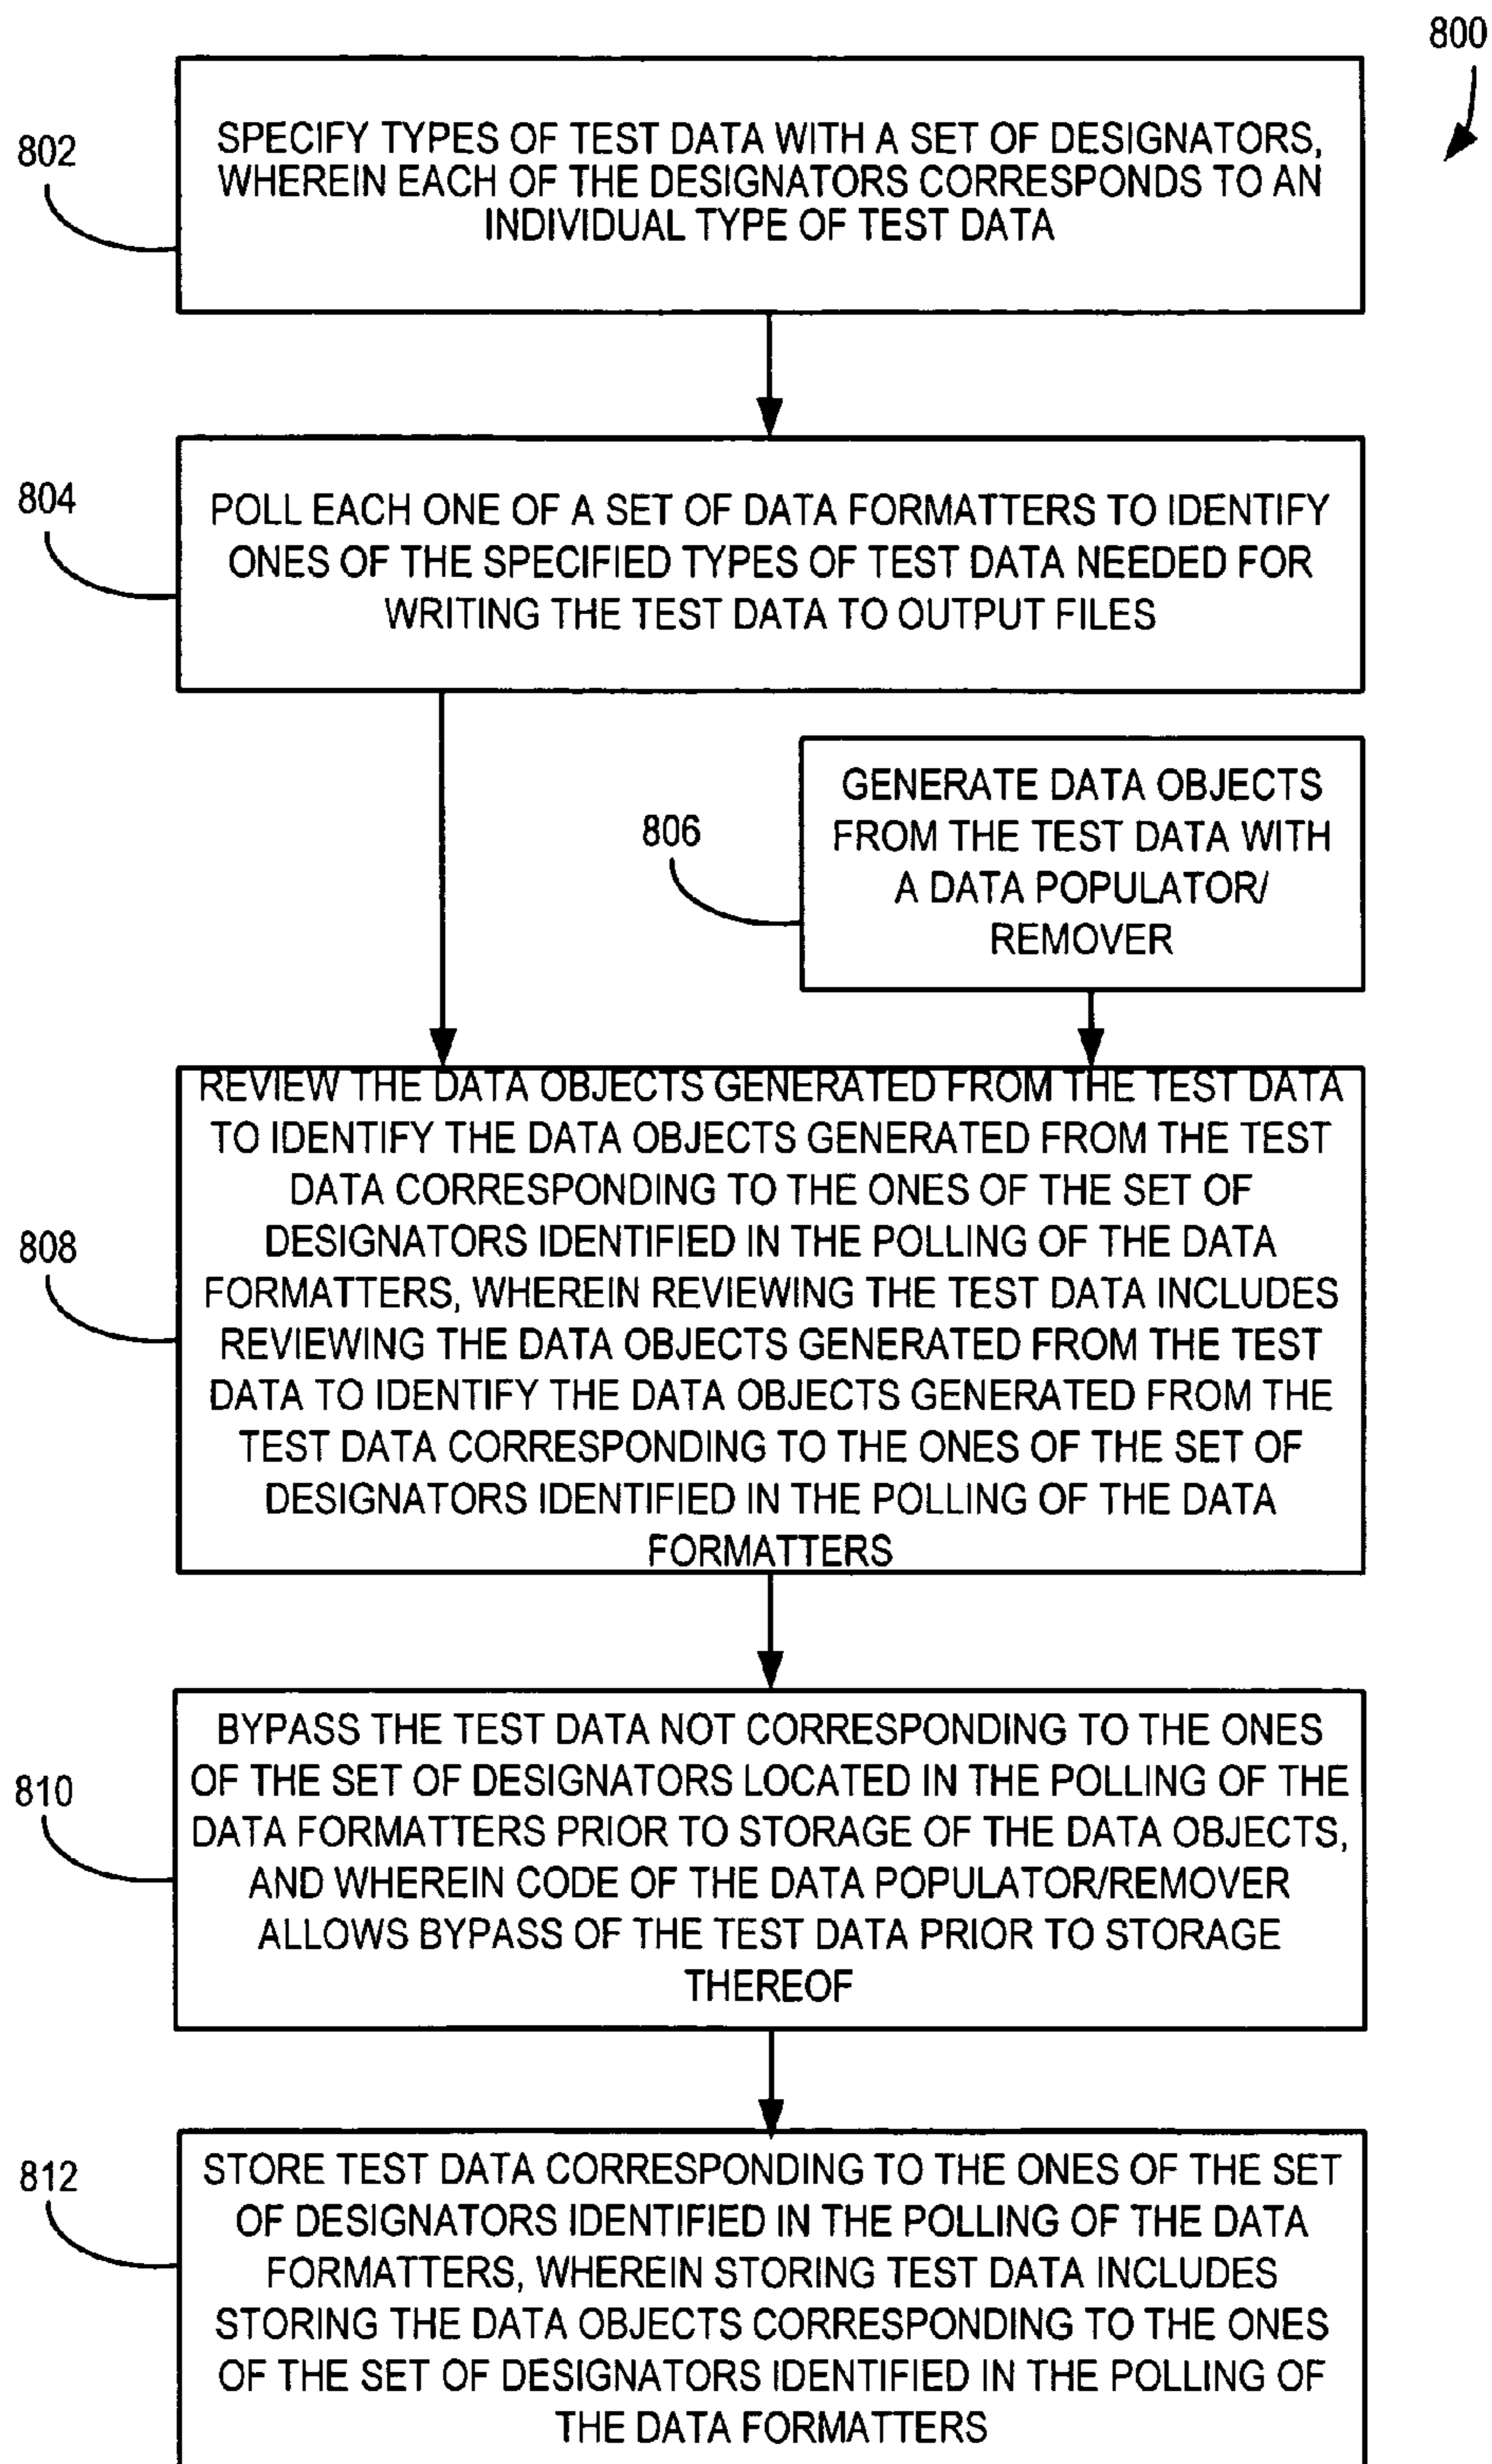 800
802
SPECIFY TYPES OF TEST DATA WITH A SET OF DESIGNATORS,
WHEREIN EACH OF THE DESIGNATORS CORRESPONDS TO AN
INDIVIDUAL TYPE OF TEST DATA
804
POLL EACH ONE OF A SET OF DATA FORMATTERS TO IDENTIFY
ONES OF THE SPECIFIED TYPES OF TEST DATA NEEDED FOR
WRITING THE TEST DATA TO OUTPUT FILES
806
GENERATE DATA OBJECTS
FROM THE TEST DATA WITH
A DATA POPULATOR/
REMOVER
808
REVIEW THE DATA OBJECTS GENERATED FROM THE TEST DATA
TO IDENTIFY THE DATA OBJECTS GENERATED FROM THE TEST
DATA CORRESPONDING TO THE ONES OF THE SET OF
DESIGNATORS IDENTIFIED IN THE POLLING OF THE DATA
FORMATTERS, WHEREIN REVIEWING THE TEST DATA INCLUDES
REVIEWING THE DATA OBJECTS GENERATED FROM THE TEST
DATA TO IDENTIFY THE DATA OBJECTS GENERATED FROM THE
TEST DATA CORRESPONDING TO THE ONES OF THE SET OF
DESIGNATORS IDENTIFIED IN THE POLLING OF THE DATA
FORMATTERS
810
BYPASS THE TEST DATA NOT CORRESPONDING TO THE ONES
OF THE SET OF DESIGNATORS LOCATED IN THE POLLING OF THE
DATA FORMATTERS PRIOR TO STORAGE OF THE DATA OBJECTS,
AND WHEREIN CODE OF THE DATA POPULATOR/REMOVER
ALLOWS BYPASS OF THE TEST DATA PRIOR TO STORAGE
THEREOF
812
STORE TEST DATA CORRESPONDING TO THE ONES OF THE SET
OF DESIGNATORS IDENTIFIED IN THE POLLING OF THE DATA
FORMATTERS, WHEREIN STORING TEST DATA INCLUDES
STORING THE DATA OBJECTS CORRESPONDING TO THE ONES
OF THE SET OF DESIGNATORS IDENTIFIED IN THE POLLING OF
THE DATA FORMATTERS